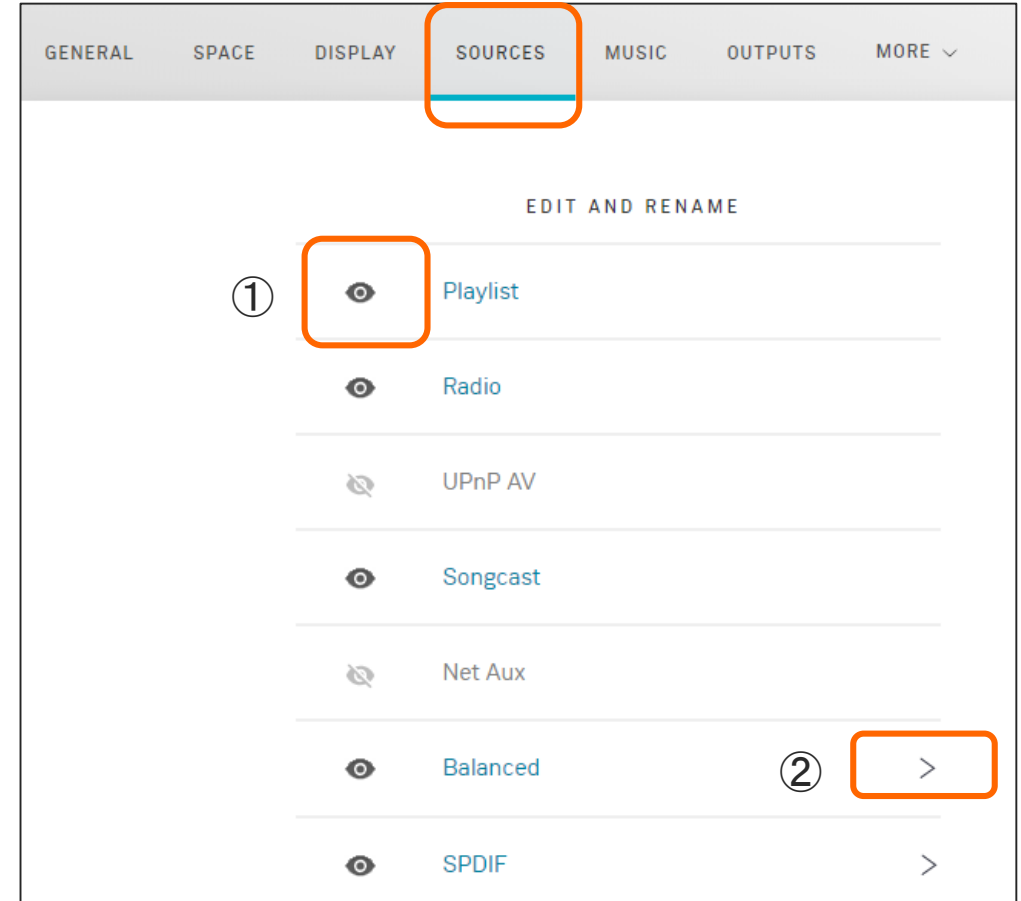 GENERAL SPACE DISPLAY SOURCES MUSIC OUTPUTS MORE
EDIT AND RENAME
① Playlist
Radio
UPnP AV
Songcast
Net Aux
Balanced ② >
SPDIF >